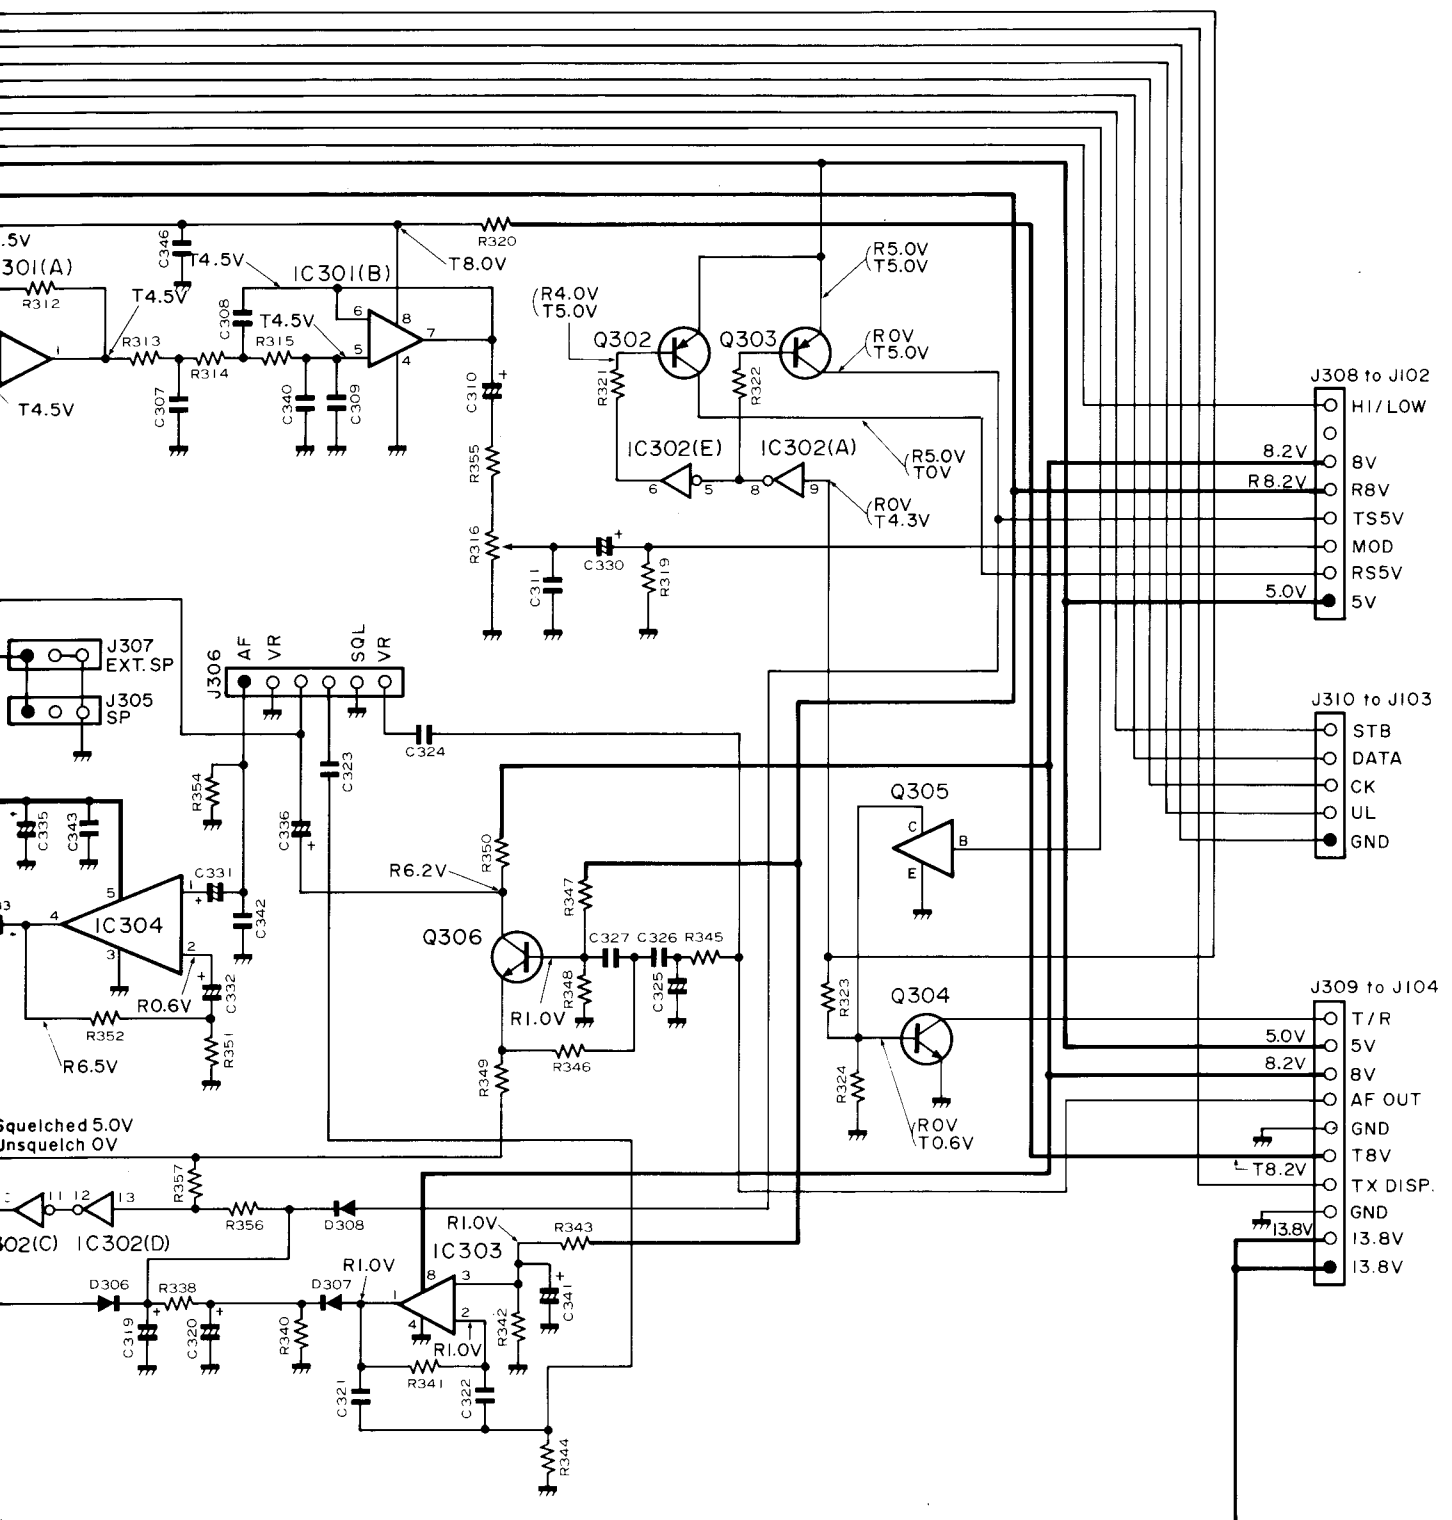 .5V
301(A)
R312
T4.5V
C346
T4.5V
IC301(B)
T8.0V
R320
C308
T4.5V
R313
R314
R315
1
6
5
8
7
4
T4.5V
C307
C340
C309
C310
+
R355
R316
(R4.0V
T5.0V
Q302
Q303
(R5.0V
T5.0V
(R0V
T5.0V
R321
R322
IC302(E)
IC302(A)
6
5
8
9
(R5.0V
T0V
(R0V
T4.3V
C311
C330
+
R319
J308 to J102
HI/LOW
8.2V
8V
R8.2V
R8V
TS5V
MOD
RS5V
5.0V
5V
J307
EXT.SP
J305
SP
J306
AF
VR
SQL
VR
C324
C323
R354
C336
+
C335
C343
5
IC304
4
3
1
2
C331
+
C342
C332
+
R0.6V
R352
R351
R6.5V
R6.2V
R350
Q306
R347
C327
C326
R345
R348
C325
R1.0V
R346
R349
Q305
C
B
E
J310 to J103
STB
DATA
CK
UL
GND
R323
Q304
R324
(R0V
T0.6V
J309 to J104
T/R
5.0V
5V
8.2V
8V
AF OUT
GND
T8V
T8.2V
TX DISP.
GND
13.8V
13.8V
13.8V
Squelched 5.0V
Unsquelch 0V
R357
11
12
13
302(C)
IC302(D)
R356
D308
D306
R338
D307
C319
+
C320
+
R340
R1.0V
R1.0V
IC303
R343
8
3
1
2
4
R1.0V
C341
+
R342
R341
C321
C322
R344